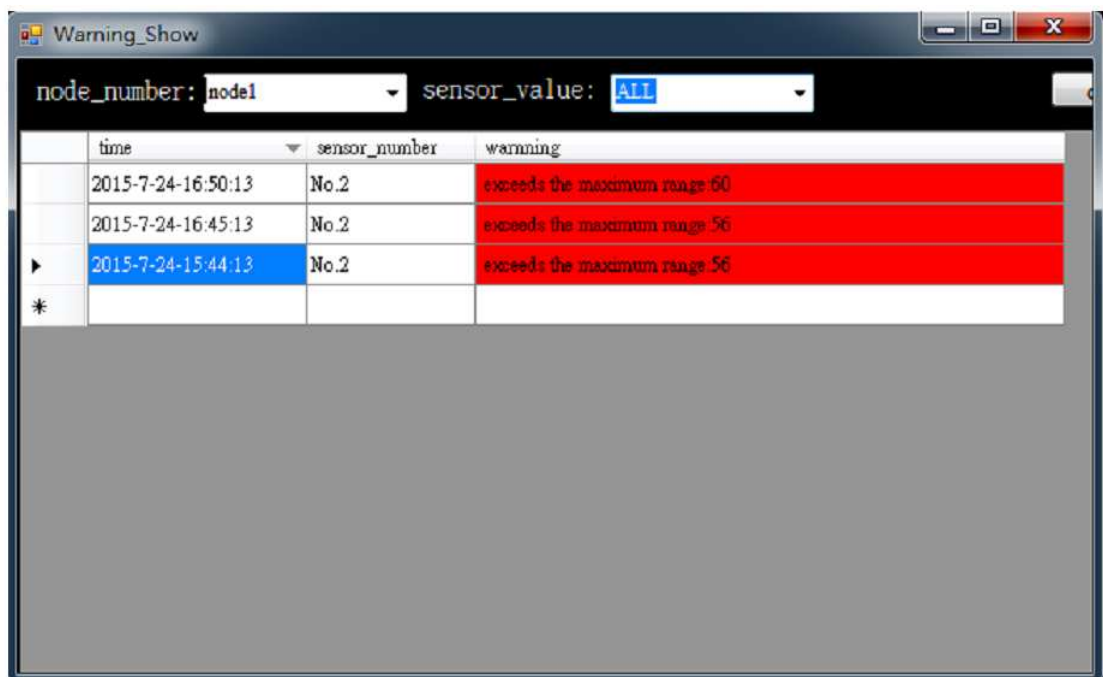 Warning_Show
node_number: node1 sensor_value: ALL
time sensor_number warnning
2015-7-24-16:50:13 No.2 exceeds the maximum range:60
2015-7-24-16:45:13 No.2 exceeds the maximum range:56
2015-7-24-15:44:13 No.2 exceeds the maximum range:56